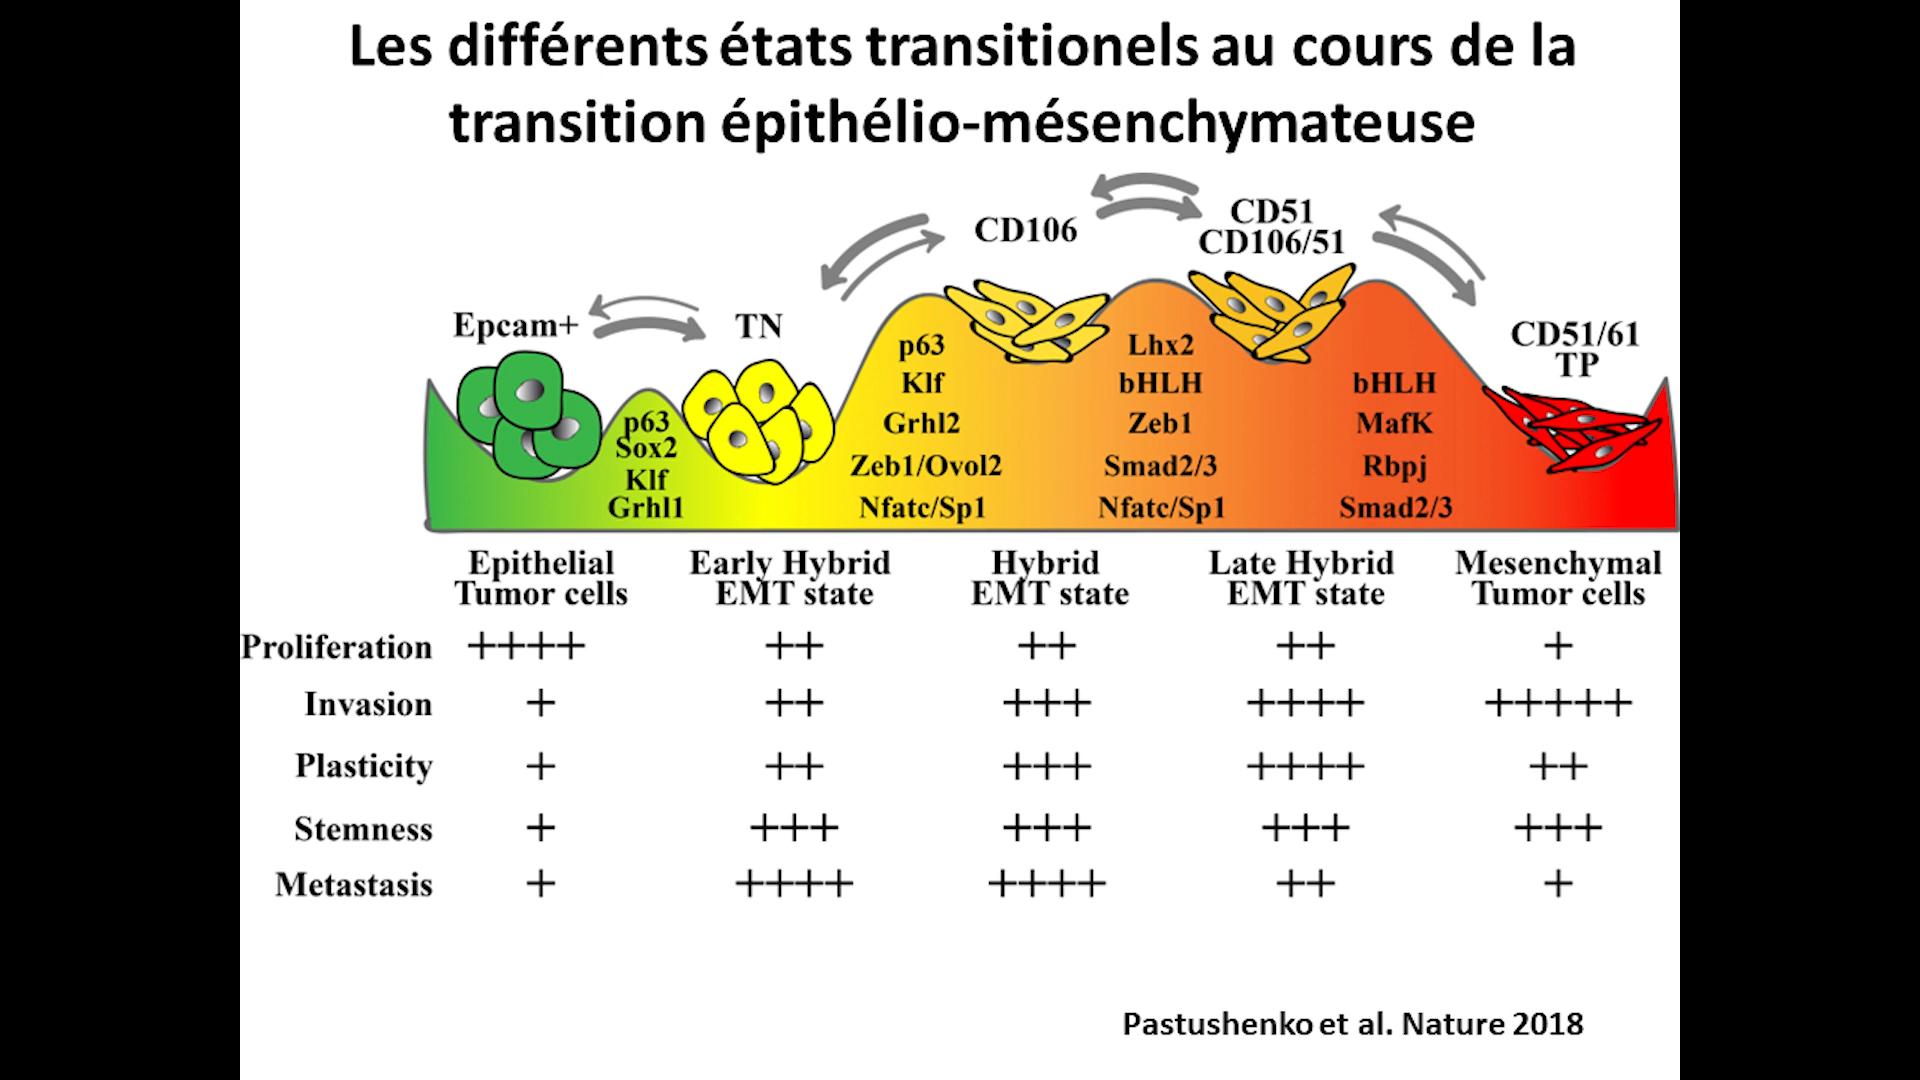 Les différents états transitionels au cours de la
transition épithélio-mésenchymateuse
Epcam+
TN
CD106
CD51
CD106/51
CD51/61
TP
p63
Sox2
Klf
Grhl1
p63
Klf
Grhl2
Zeb1/Ovol2
Nfatc/Sp1
Lhx2
bHLH
Zeb1
Smad2/3
Nfatc/Sp1
bHLH
MafK
Rbpj
Smad2/3
Epithelial
Tumor cells
Early Hybrid
EMT state
Hybrid
EMT state
Late Hybrid
EMT state
Mesenchymal
Tumor cells
Proliferation ++++ ++ ++ ++ +
Invasion + ++ +++ ++++ +++++
Plasticity + ++ +++ ++++ ++
Stemness + +++ +++ +++ +++
Metastasis + ++++ ++++ ++ +
Pastushenko et al. Nature 2018